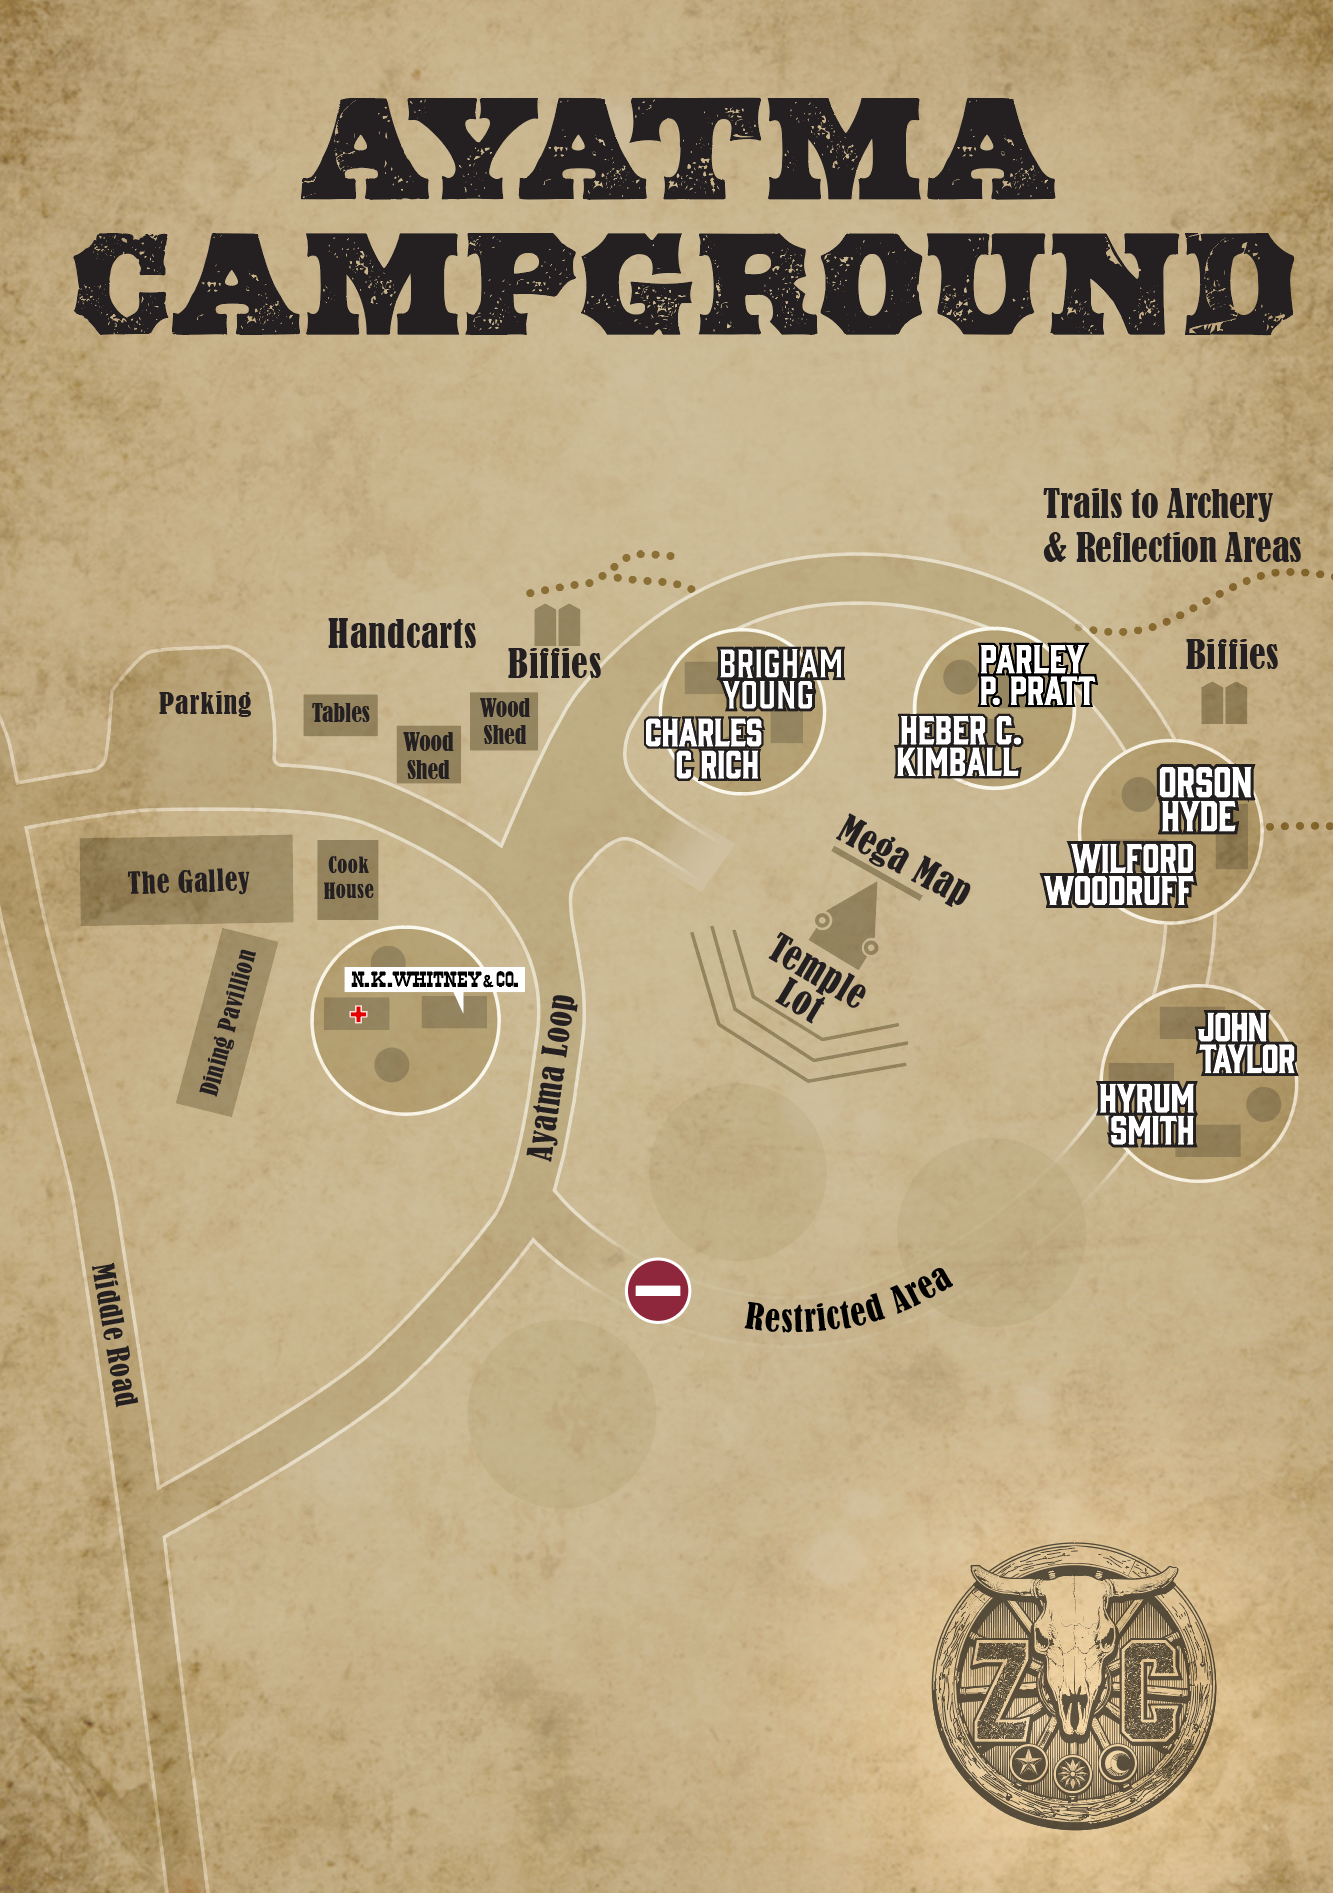 AYATMA
CAMPGROUND
Trails to Archery
& Reflection Areas
Handcarts
Biffies
Biffies
Parking
Tables
Wood
Shed
Wood
Shed
BRIGHAM
YOUNG
CHARLES
C RICH
PARLEY
P. PRATT
HEBER C.
KIMBALL
ORSON
HYDE
WILFORD
WOODRUFF
The Galley
Cook
House
Mega Map
Temple
Lot
Dining Pavillion
N.K.WHITNEY & CO.
Ayatma Loop
JOHN
TAYLOR
HYRUM
SMITH
Middle Road
Restricted Area
Z C